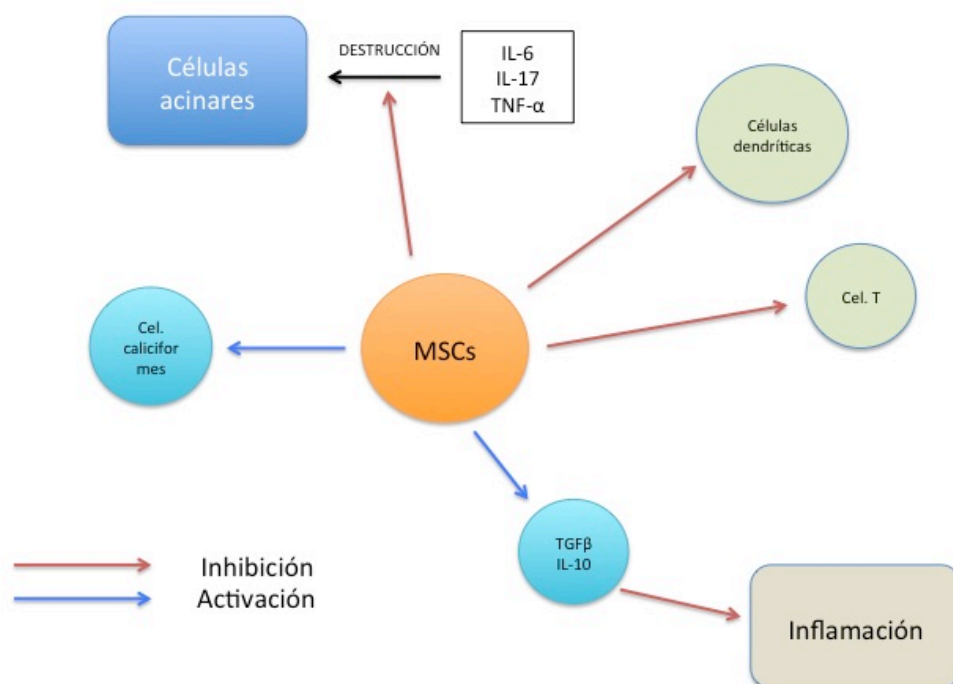 Células
acinares
DESTRUCCIÓN
IL-6
IL-17
TNF-α
Células
dendríticas
Cel. T
MSCs
Cel.
calicifor
mes
TGFβ
IL-10
Inhibición
Activación
Inflamación